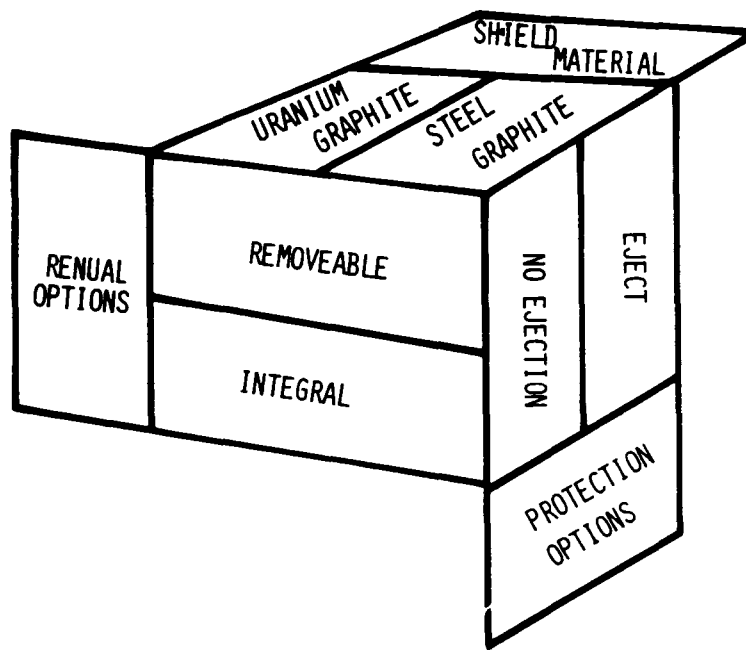 SHIELD
MATERIAL
URANIUM
GRAPHITE
STEEL
GRAPHITE
RENUAL
OPTIONS
REMOVEABLE
INTEGRAL
NO EJECTION
EJECT
PROTECTION
OPTIONS